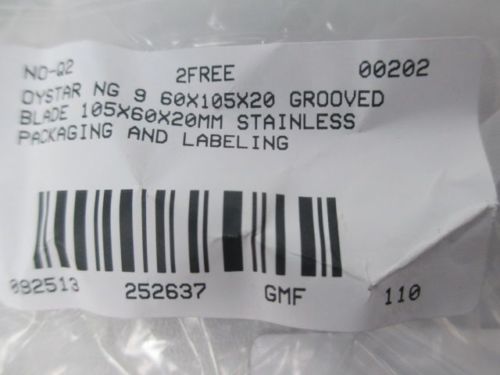 NO-Q2 2FREE 00202
OYSTAR NG 9 60X105X20 GROOVED
BLADE 105X60X20MM STAINLESS
PACKAGING AND LABELING
092513 252637 GMF 110